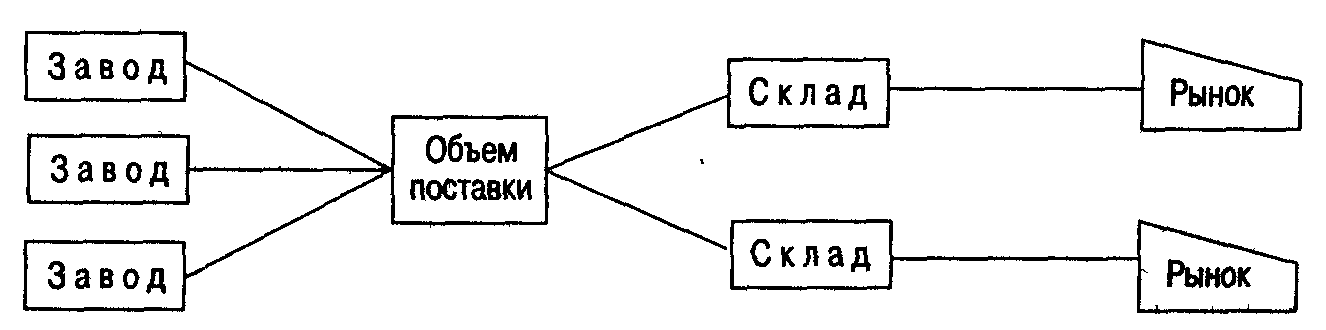 Завод
Завод
Завод
Объем
поставки
Склад
Склад
Рынок
Рынок